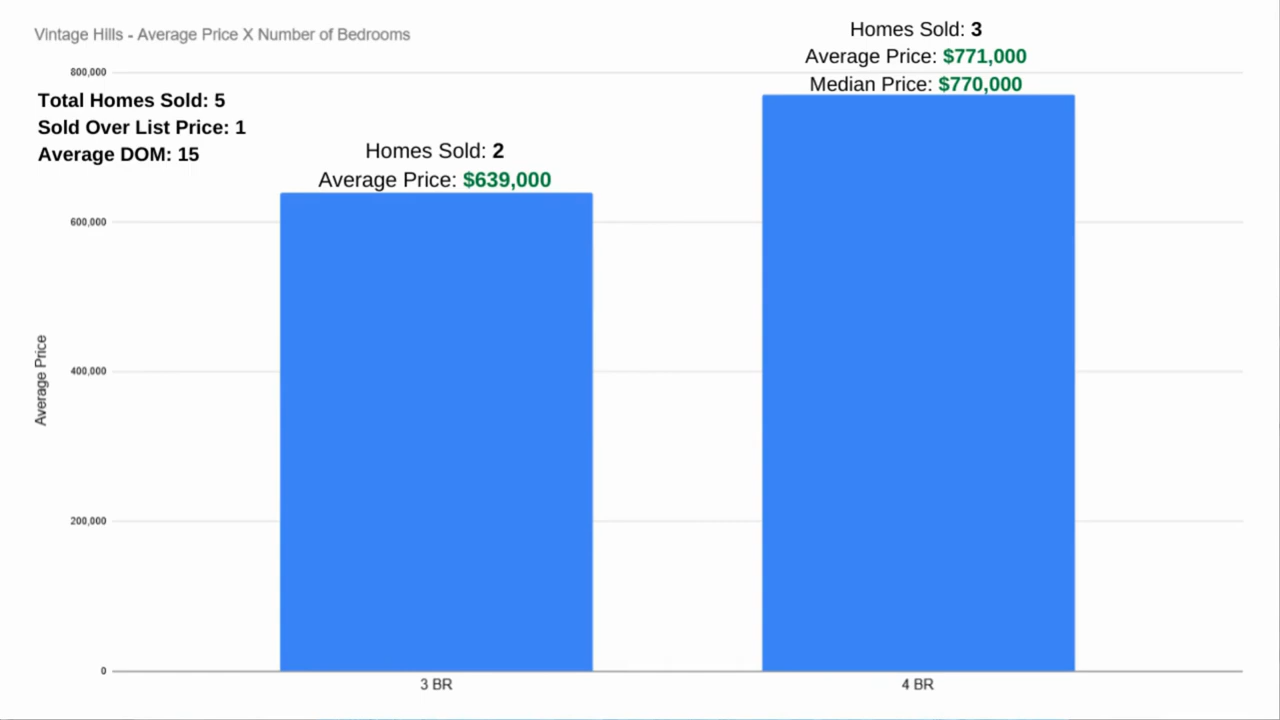 Vintage Hills - Average Price X Number of Bedrooms
Homes Sold: 3
Average Price: $771,000
Median Price: $770,000
800,000
Total Homes Sold: 5
Sold Over List Price: 1
Average DOM: 15
Homes Sold: 2
Average Price: $639,000
600,000
400,000
200,000
0
Average Price
3 BR
4 BR